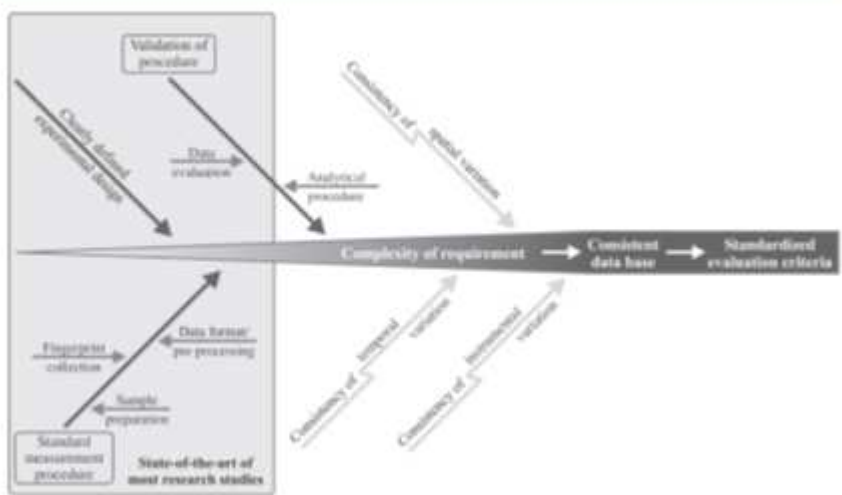 Validation of
procedure
Clearly defined
experimental design
Data
evaluation
Analytical
procedure
Consistency of
spatial variation
Complexity of requirement
Consistent
data base
Standardized
evaluation criteria
Fingerprint
collection
Data format/
pre-processing
Sample
preparation
Standard
measurement
procedure
State-of-the-art of
most research studies
Consistency of
temporal
variation
Consistency of
incremental
variation